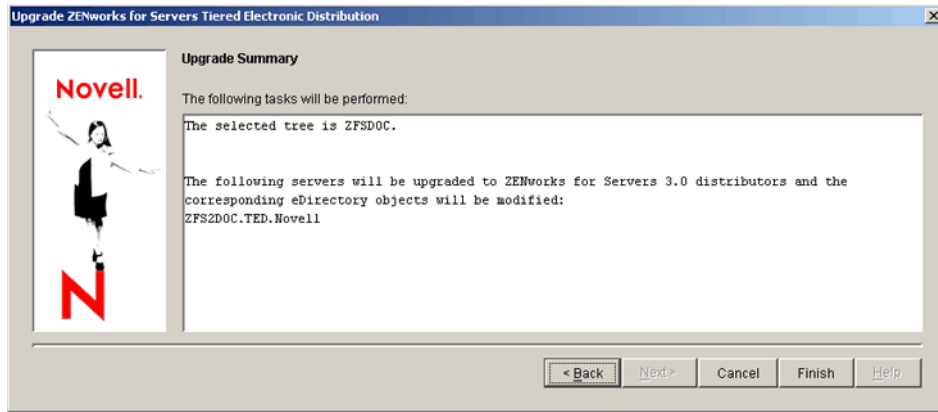 Upgrade ZENworks for Servers Tiered Electronic Distribution
Novell.
N
Upgrade Summary
The following tasks will be performed:
The selected tree is ZFSDOC.
The following servers will be upgraded to ZENworks for Servers 3.0 distributors and the
corresponding eDirectory objects will be modified:
ZFS2DOC.TED.Novell
< Back Next > Cancel Finish Help